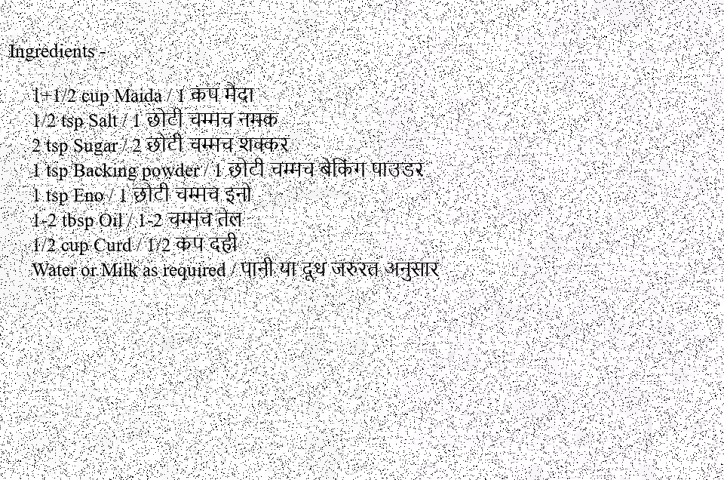 Ingredients -
1+1/2 cup Maida / 1 कप मैदा
1/2 tsp Salt / 1 छोटी चम्मच नमक
2 tsp Sugar / 2 छोटी चम्मच शक्कर
1 tsp Backing powder / 1 छोटी चम्मच बेकिंग पाउडर
1 tsp Eno / 1 छोटी चम्मच इनो
1-2 tbsp Oil / 1-2 चम्मच तेल
1/2 cup Curd / 1/2 कप दही
Water or Milk as required / पानी या दूध जरुरत अनुसार